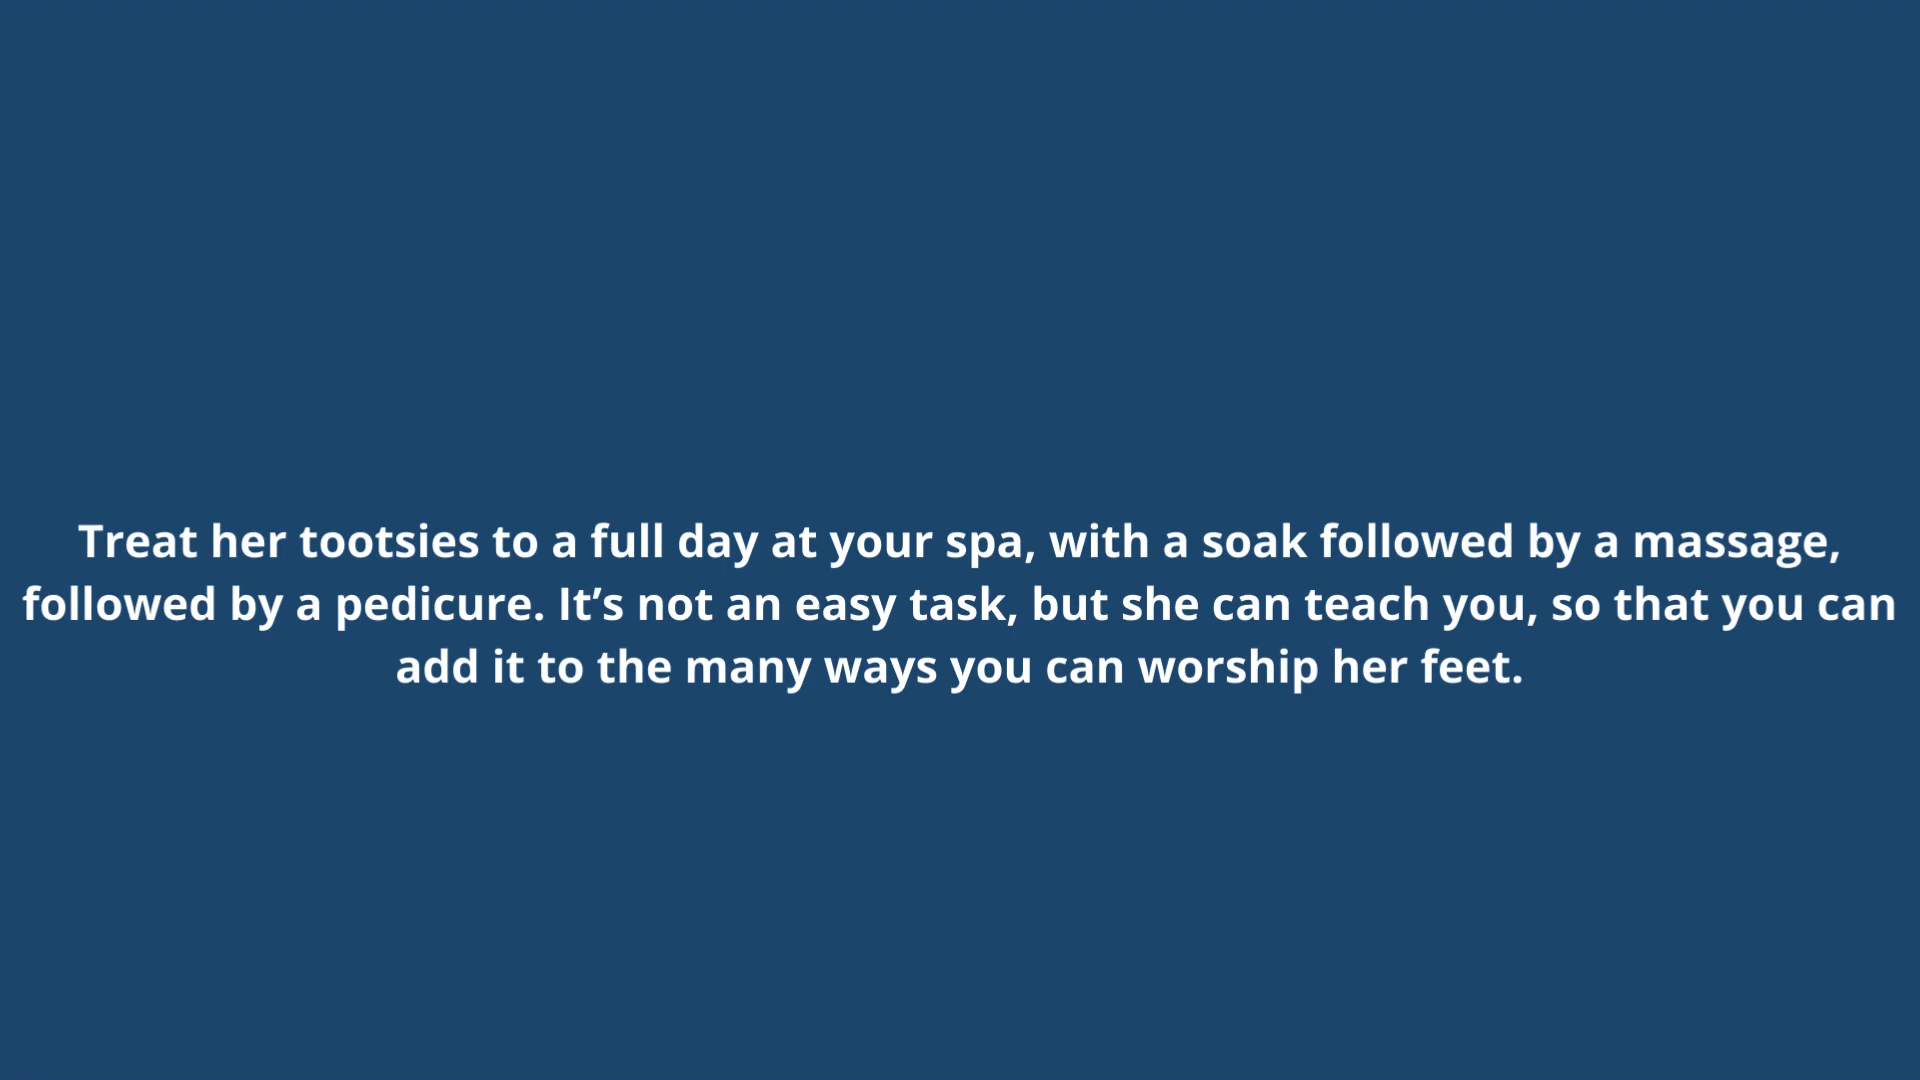 Treat her tootsies to a full day at your spa, with a soak followed by a massage,
followed by a pedicure. It’s not an easy task, but she can teach you, so that you can
add it to the many ways you can worship her feet.